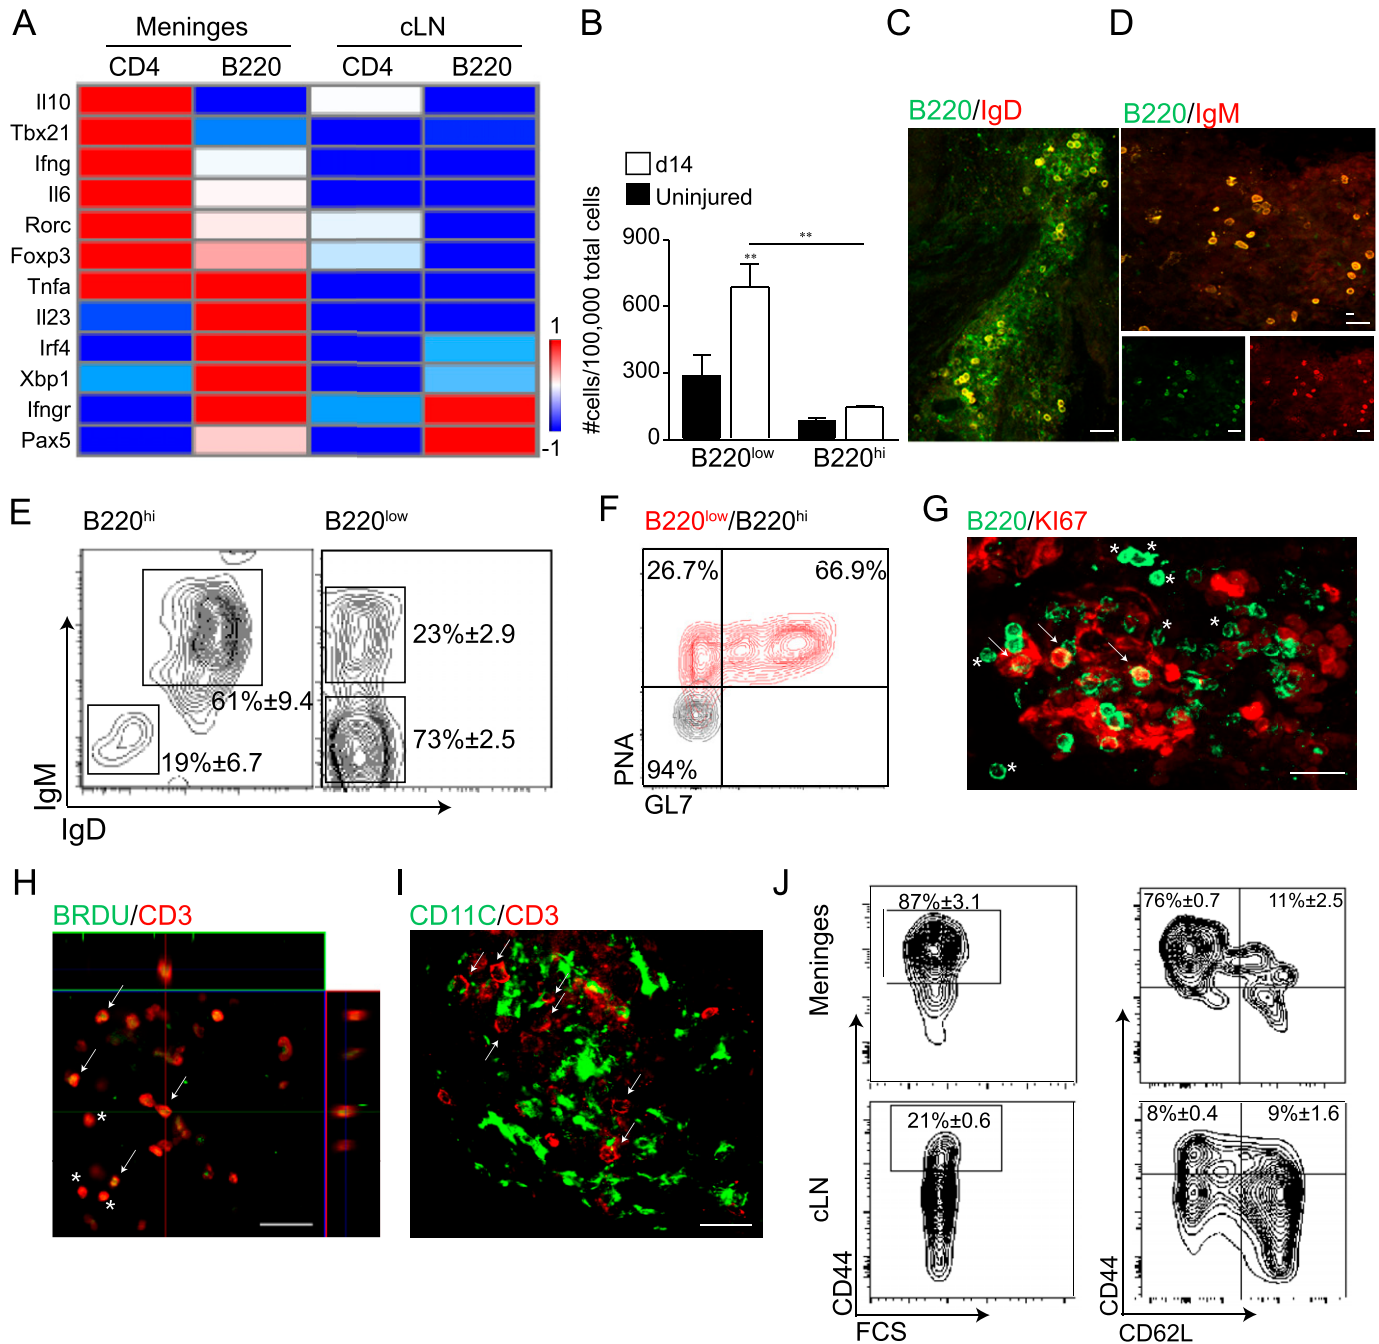 A
Meninges cLN
CD4 B220 CD4 B220
Il10
Tbx21
Ifng
Il6
Rorc
Foxp3
Tnfa
Il23
Irf4
Xbp1
Ifngr
Pax5
1
-1
B
d14
Uninjured
#cells/100,000 total cells
900
600
300
0
**
**
B220low B220hi
C
B220/IgD
D
B220/IgM
E
B220hi B220low
61%±9.4
19%±6.7
23%±2.9
73%±2.5
IgM
IgD
F
B220low/B220hi
26.7% 66.9%
94%
PNA
GL7
G
B220/KI67
* * * * * * *
H
BRDU/CD3
* * * *
I
CD11C/CD3
J
Meninges
87%±3.1
76%±0.7 11%±2.5
cLN
21%±0.6
8%±0.4 9%±1.6
CD44
FCS
CD44
CD62L